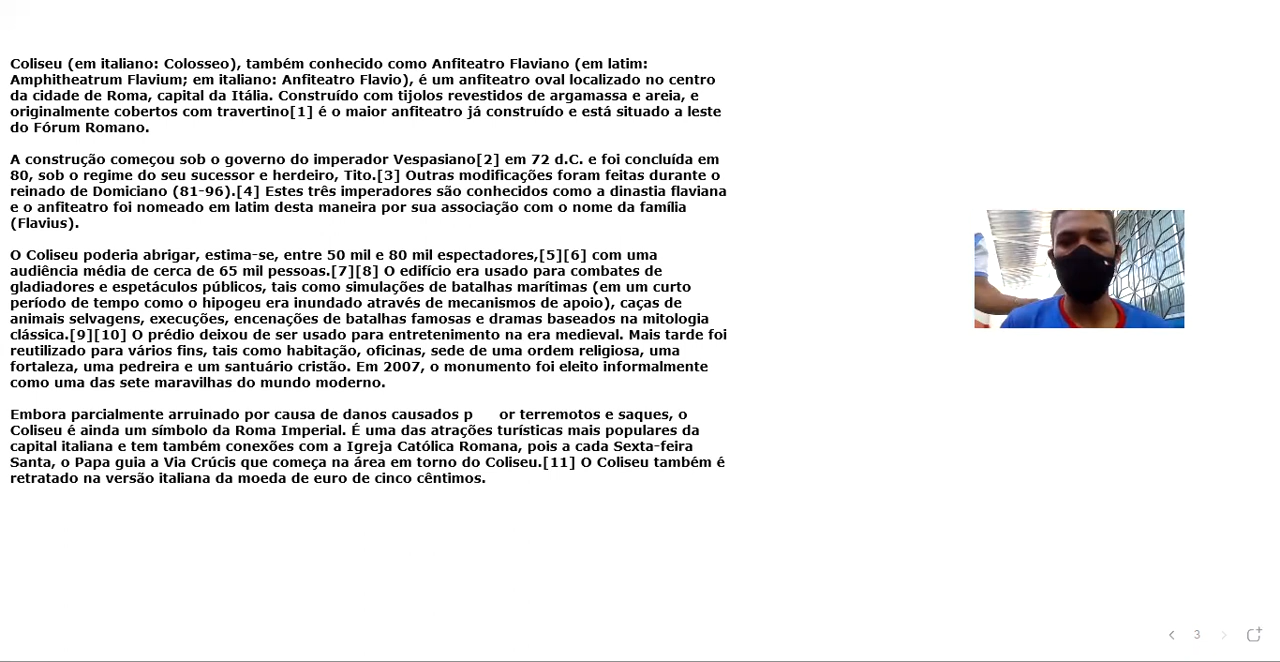 Coliseu (em italiano: Colosseo), também conhecido como Anfiteatro Flaviano (em latim:
Amphitheatrum Flavium; em italiano: Anfiteatro Flavio), é um anfiteatro oval localizado no centro
da cidade de Roma, capital da Itália. Construído com tijolos revestidos de argamassa e areia, e
originalmente cobertos com travertino[1] é o maior anfiteatro já construído e está situado a leste
do Fórum Romano.
A construção começou sob o governo do imperador Vespasiano[2] em 72 d.C. e foi concluída em
80, sob o regime do seu sucessor e herdeiro, Tito.[3] Outras modificações foram feitas durante o
reinado de Domiciano (81-96).[4] Estes três imperadores são conhecidos como a dinastia flaviana
e o anfiteatro foi nomeado em latim desta maneira por sua associação com o nome da família
(Flavius).
O Coliseu poderia abrigar, estima-se, entre 50 mil e 80 mil espectadores,[5][6] com uma
audiência média de cerca de 65 mil pessoas.[7][8] O edifício era usado para combates de
gladiadores e espetáculos públicos, tais como simulações de batalhas marítimas (em um curto
período de tempo como o hipogeu era inundado através de mecanismos de apoio), caças de
animais selvagens, execuções, encenações de batalhas famosas e dramas baseados na mitologia
clássica.[9][10] O prédio deixou de ser usado para entretenimento na era medieval. Mais tarde foi
reutilizado para vários fins, tais como habitação, oficinas, sede de uma ordem religiosa, uma
fortaleza, uma pedreira e um santuário cristão. Em 2007, o monumento foi eleito informalmente
como uma das sete maravilhas do mundo moderno.
Embora parcialmente arruinado por causa de danos causados p or terremotos e saques, o
Coliseu é ainda um símbolo da Roma Imperial. É uma das atrações turísticas mais populares da
capital italiana e tem também conexões com a Igreja Católica Romana, pois a cada Sexta-feira
Santa, o Papa guia a Via Crúcis que começa na área em torno do Coliseu.[11] O Coliseu também é
retratado na versão italiana da moeda de euro de cinco cêntimos.
3